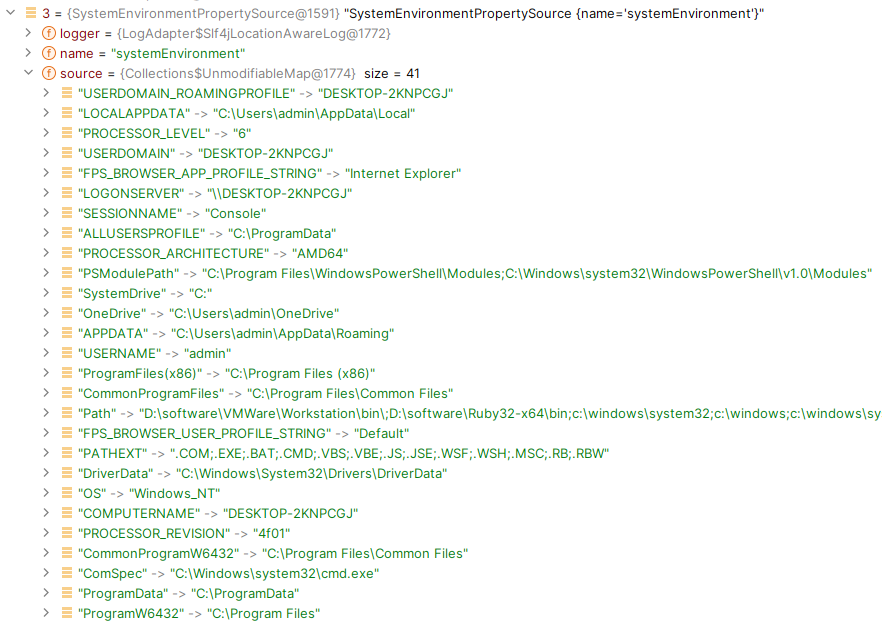 3 = {SystemEnvironmentPropertySource@1591} "SystemEnvironmentPropertySource {name='systemEnvironment'}"
f logger = {LogAdapter$Slf4jLocationAwareLog@1772}
f name = "systemEnvironment"
f source = {Collections$UnmodifiableMap@1774} size = 41
"USERDOMAIN_ROAMINGPROFILE" -> "DESKTOP-2KNPCGJ"
"LOCALAPPDATA" -> "C:\Users\admin\AppData\Local"
"PROCESSOR_LEVEL" -> "6"
"USERDOMAIN" -> "DESKTOP-2KNPCGJ"
"FPS_BROWSER_APP_PROFILE_STRING" -> "Internet Explorer"
"LOGONSERVER" -> "\\DESKTOP-2KNPCGJ"
"SESSIONNAME" -> "Console"
"ALLUSERSPROFILE" -> "C:\ProgramData"
"PROCESSOR_ARCHITECTURE" -> "AMD64"
"PSModulePath" -> "C:\Program Files\WindowsPowerShell\Modules;C:\Windows\system32\WindowsPowerShell\v1.0\Modules"
"SystemDrive" -> "C:"
"OneDrive" -> "C:\Users\admin\OneDrive"
"APPDATA" -> "C:\Users\admin\AppData\Roaming"
"USERNAME" -> "admin"
"ProgramFiles(x86)" -> "C:\Program Files (x86)"
"CommonProgramFiles" -> "C:\Program Files\Common Files"
"Path" -> "D:\software\VMWare\Workstation\bin\;D:\software\Ruby32-x64\bin;c:\windows\system32;c:\windows;c:\windows\sy
"FPS_BROWSER_USER_PROFILE_STRING" -> "Default"
"PATHEXT" -> ".COM;.EXE;.BAT;.CMD;.VBS;.VBE;.JS;.JSE;.WSF;.WSH;.MSC;.RB;.RBW"
"DriverData" -> "C:\Windows\System32\Drivers\DriverData"
"OS" -> "Windows_NT"
"COMPUTERNAME" -> "DESKTOP-2KNPCGJ"
"PROCESSOR_REVISION" -> "4f01"
"CommonProgramW6432" -> "C:\Program Files\Common Files"
"ComSpec" -> "C:\Windows\system32\cmd.exe"
"ProgramData" -> "C:\ProgramData"
"ProgramW6432" -> "C:\Program Files"